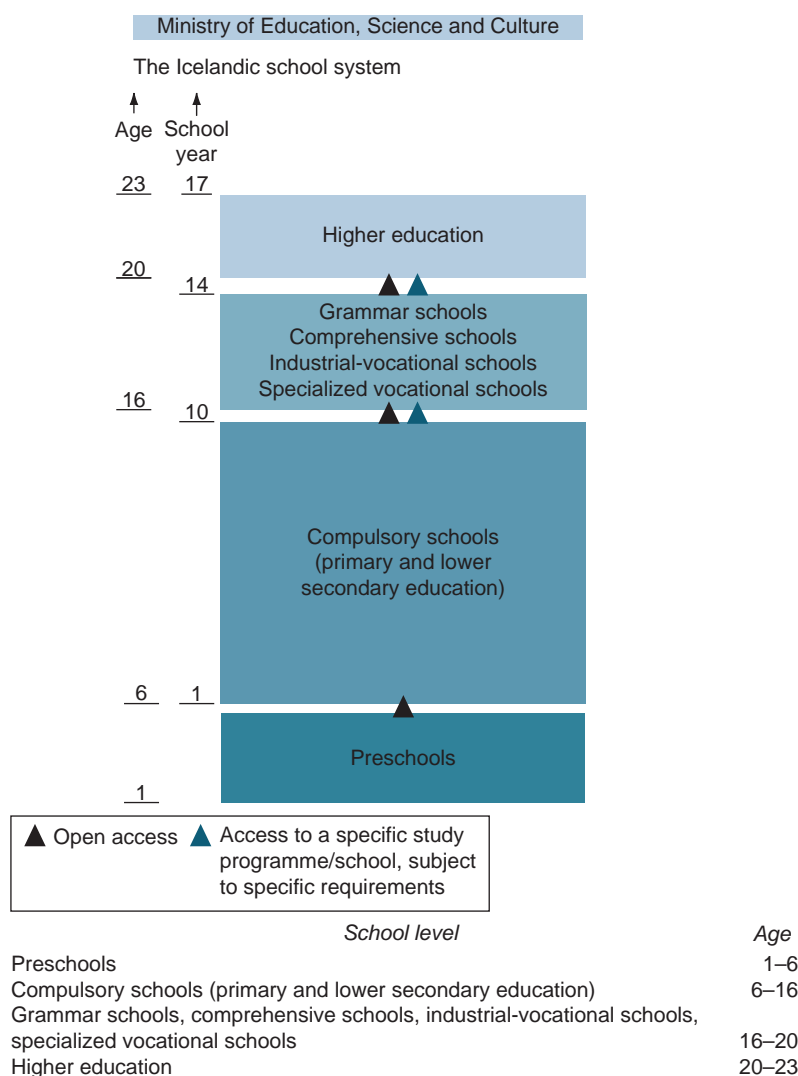 Ministry of Education, Science and Culture
The Icelandic school system
Age School
year
23 17
Higher education
20
14
Grammar schools
Comprehensive schools
Industrial-vocational schools
Specialized vocational schools
16
10
Compulsory schools
(primary and lower
secondary education)
6 1
Preschools
1
Open access Access to a specific study
programme/school, subject
to specific requirements
School level Age
Preschools 1–6
Compulsory schools (primary and lower secondary education) 6–16
Grammar schools, comprehensive schools, industrial-vocational schools,
specialized vocational schools 16–20
Higher education 20–23